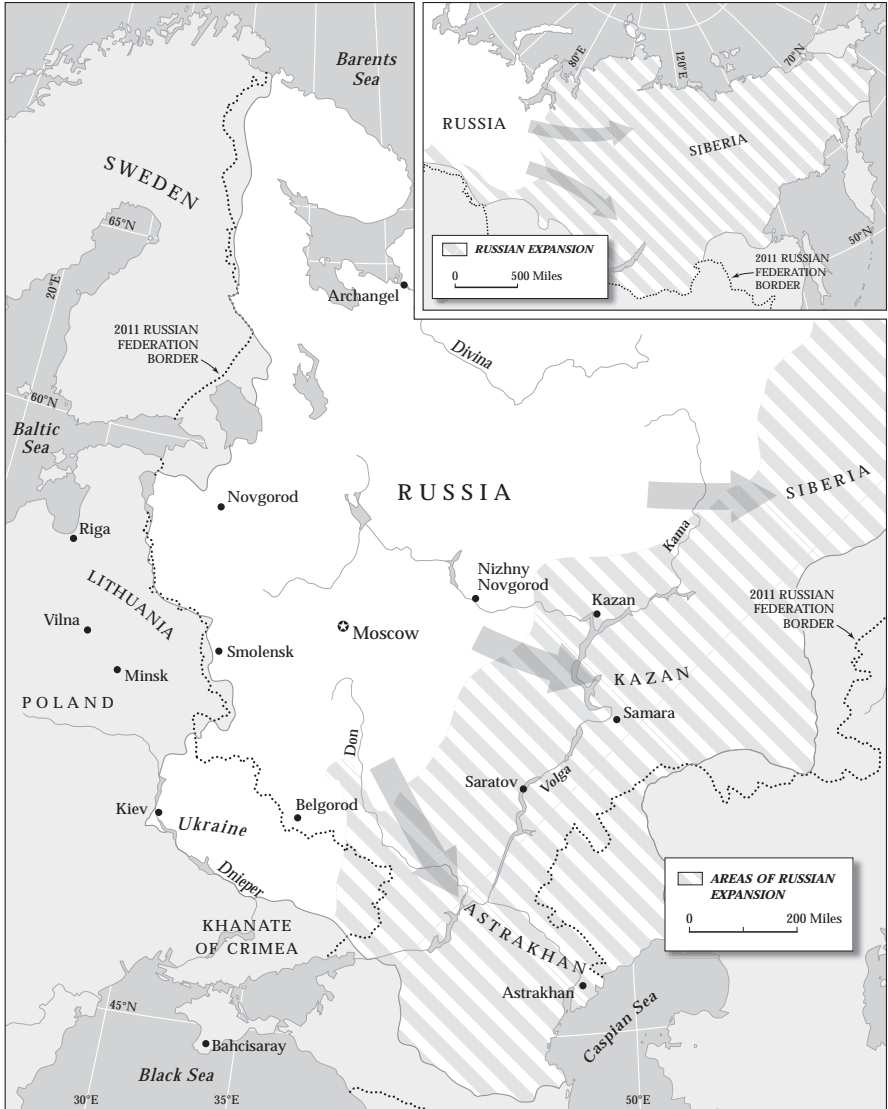 Barents
Sea
SWEDEN
65°N
20°E
Archangel
2011 RUSSIAN
FEDERATION
BORDER
60°N
Baltic
Sea
80°E
120°E
70°N
RUSSIA
SIBERIA
50°N
RUSSIAN EXPANSION
0 500 Miles
2011 RUSSIAN
FEDERATION
BORDER
Divina
RUSSIA
SIBERIA
Novgorod
Riga
Kama
LITHUANIA
Nizhny
Novgorod
Kazan
2011 RUSSIAN
FEDERATION
BORDER
Vilna
Moscow
Smolensk
Minsk
KAZAN
POLAND
Samara
Don
Saratov
Volga
Kiev
Ukraine
Belgorod
Dnieper
AREAS OF RUSSIAN
EXPANSION
0 200 Miles
KHANATE
OF CRIMEA
ASTRAKHAN
Astrakhan
45°N
Caspian Sea
Bahcisaray
Black Sea
30°E
35°E
50°E